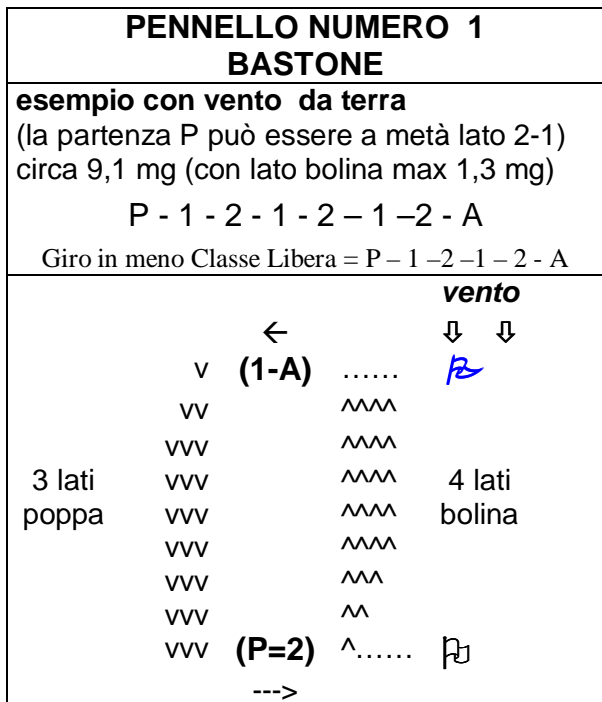 PENNELLO NUMERO 1
BASTONE
esempio con vento da terra
(la partenza P può essere a metà lato 2-1)
circa 9,1 mg (con lato bolina max 1,3 mg)
P - 1 - 2 - 1 - 2 – 1 –2 - A
Giro in meno Classe Libera = P – 1 –2 –1 – 2 - A
vento
← ⇩ ⇩
v (1-A) ......
vv ^^^^
vvv ^^^^
3 lati vvv ^^^^ 4 lati
poppa vvv ^^^^ bolina
vvv ^^^^
vvv ^^^
vvv ^^
vvv (P=2) ^......
--->